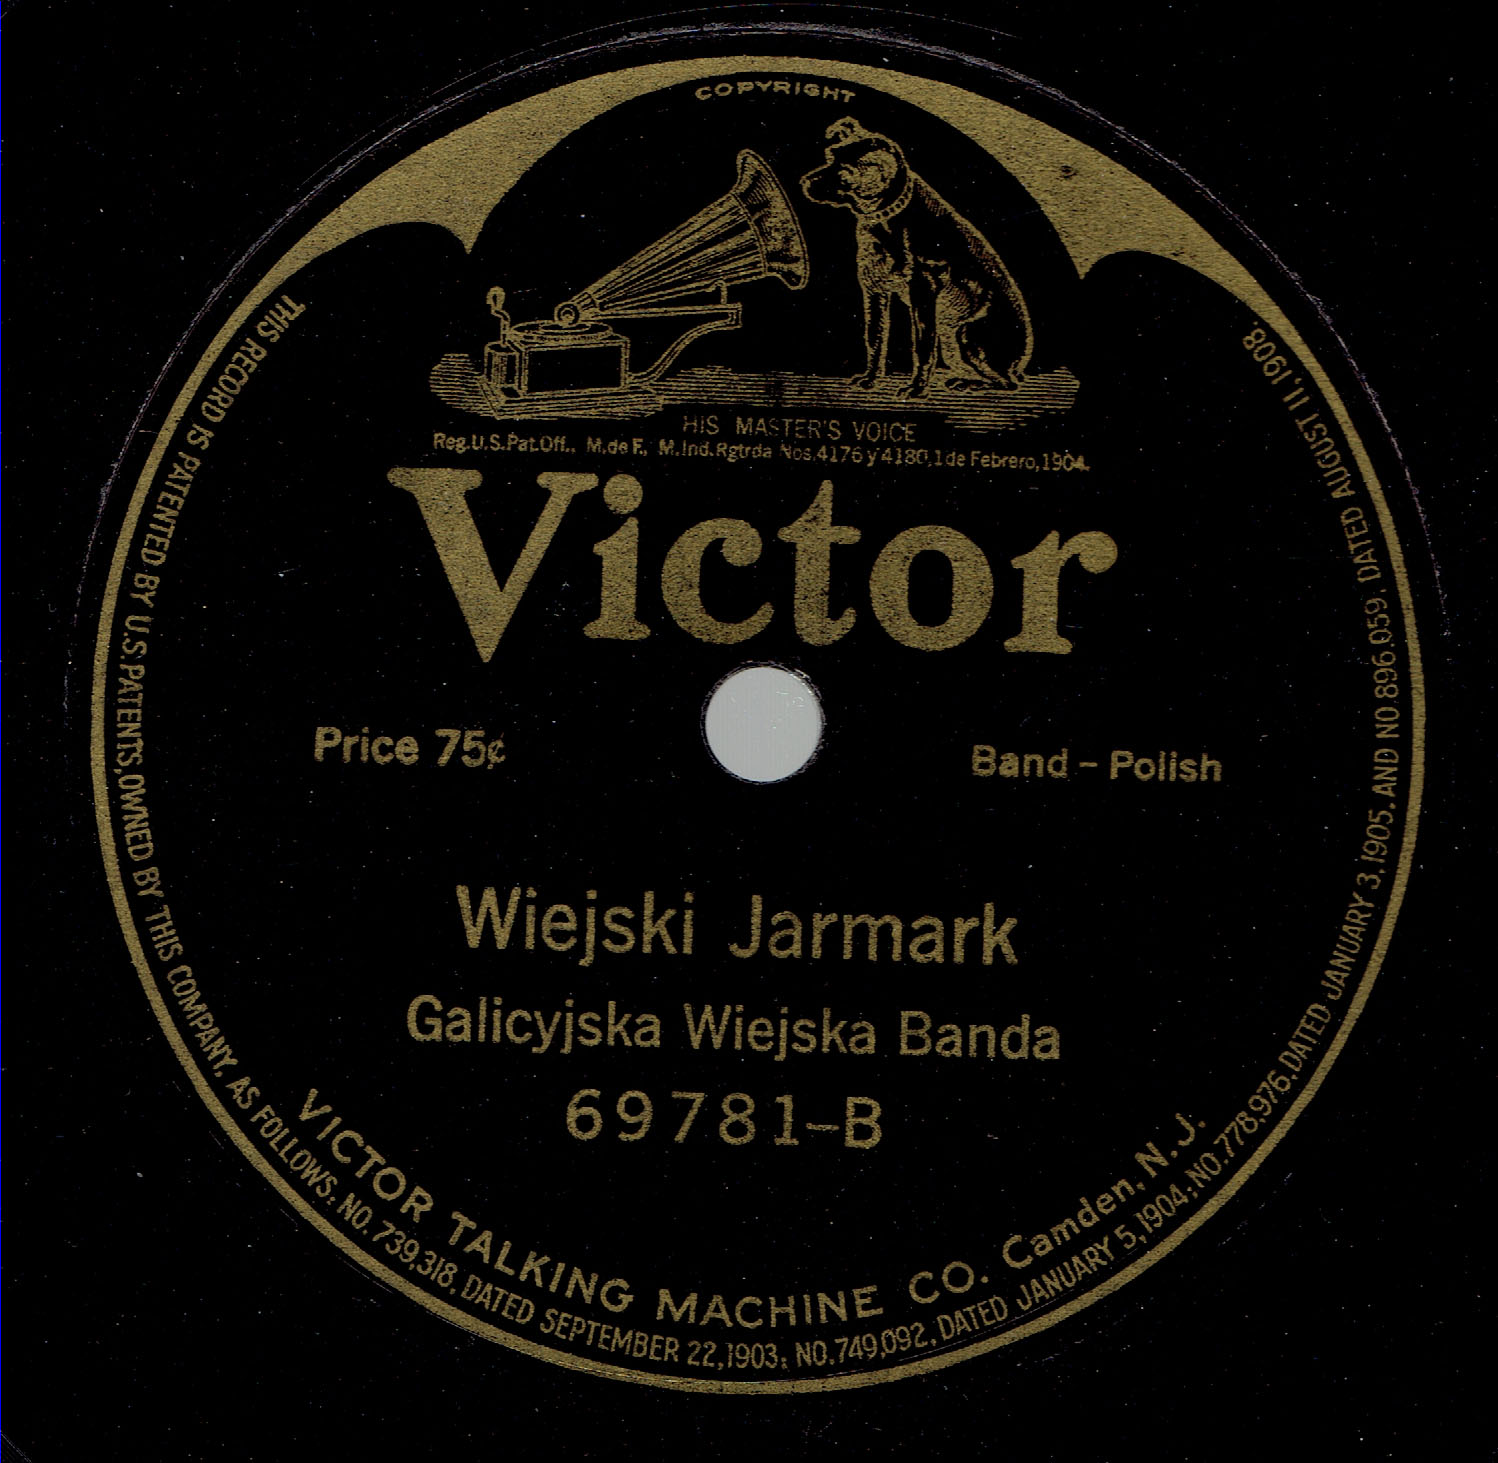 COPYRIGHT
HIS MASTER'S VOICE
Reg.U.S.Pat.Off., M.de F., M.Ind.Rgtrda Nos.4176 y 4180,1 de Febrero,1904.
Victor
Price 75¢
Band - Polish
Wiejski Jarmark
Galicyjska Wiejska Banda
69781-B
VICTOR TALKING MACHINE CO. Camden. N. J.
THIS RECORD IS PATENTED BY U.S.PATENTS,OWNED BY THIS COMPANY, AS FOLLOWS: NO. 739,318, DATED SEPTEMBER 22,1903; NO.749,092, DATED JANUARY 5,1904; NO.778,976, DATED JANUARY 3,1905, AND NO 896,059, DATED AUGUST 11,1908.